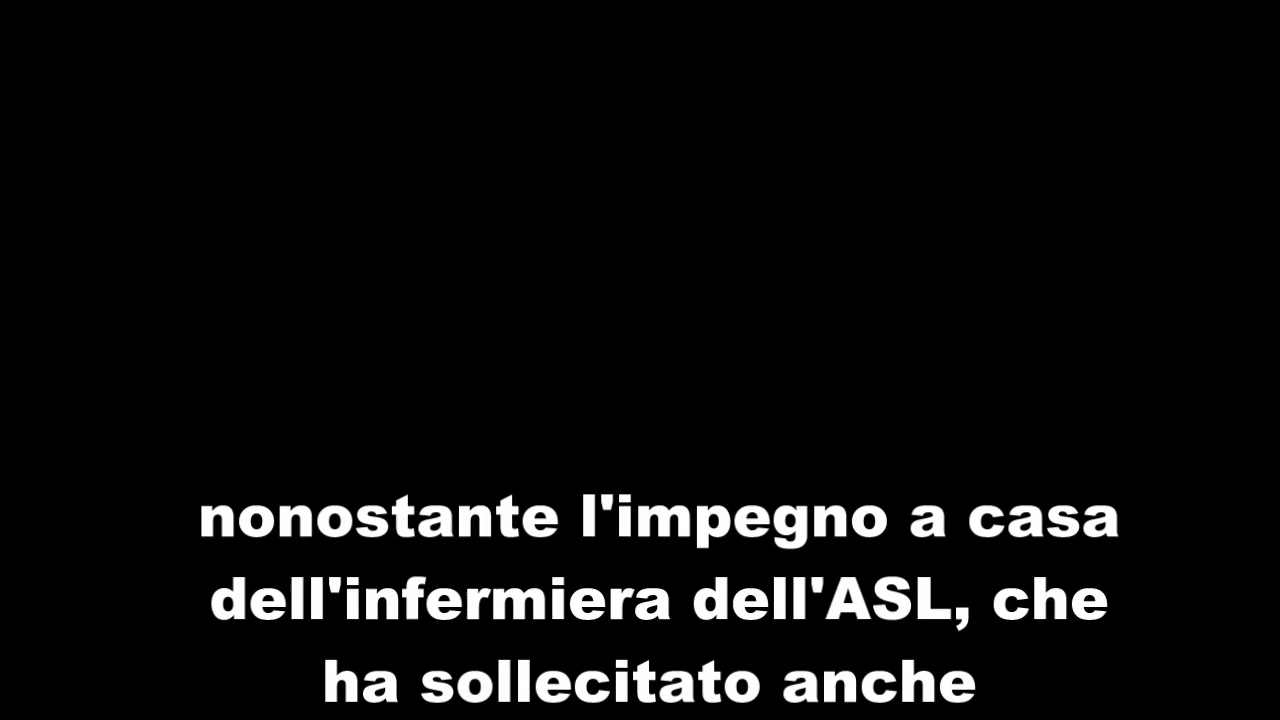 nonostante l'impegno a casa
dell'infermiera dell'ASL, che
ha sollecitato anche